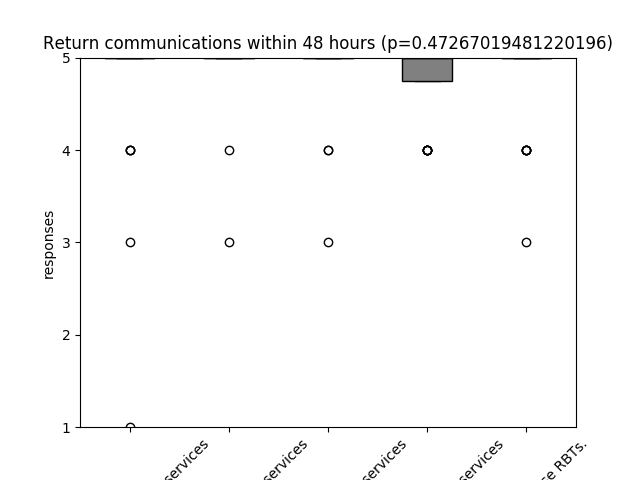 Return communications within 48 hours (p=0.47267019481220196)
5
4
3
2
1
responses
services
services
services
services
RBTs.